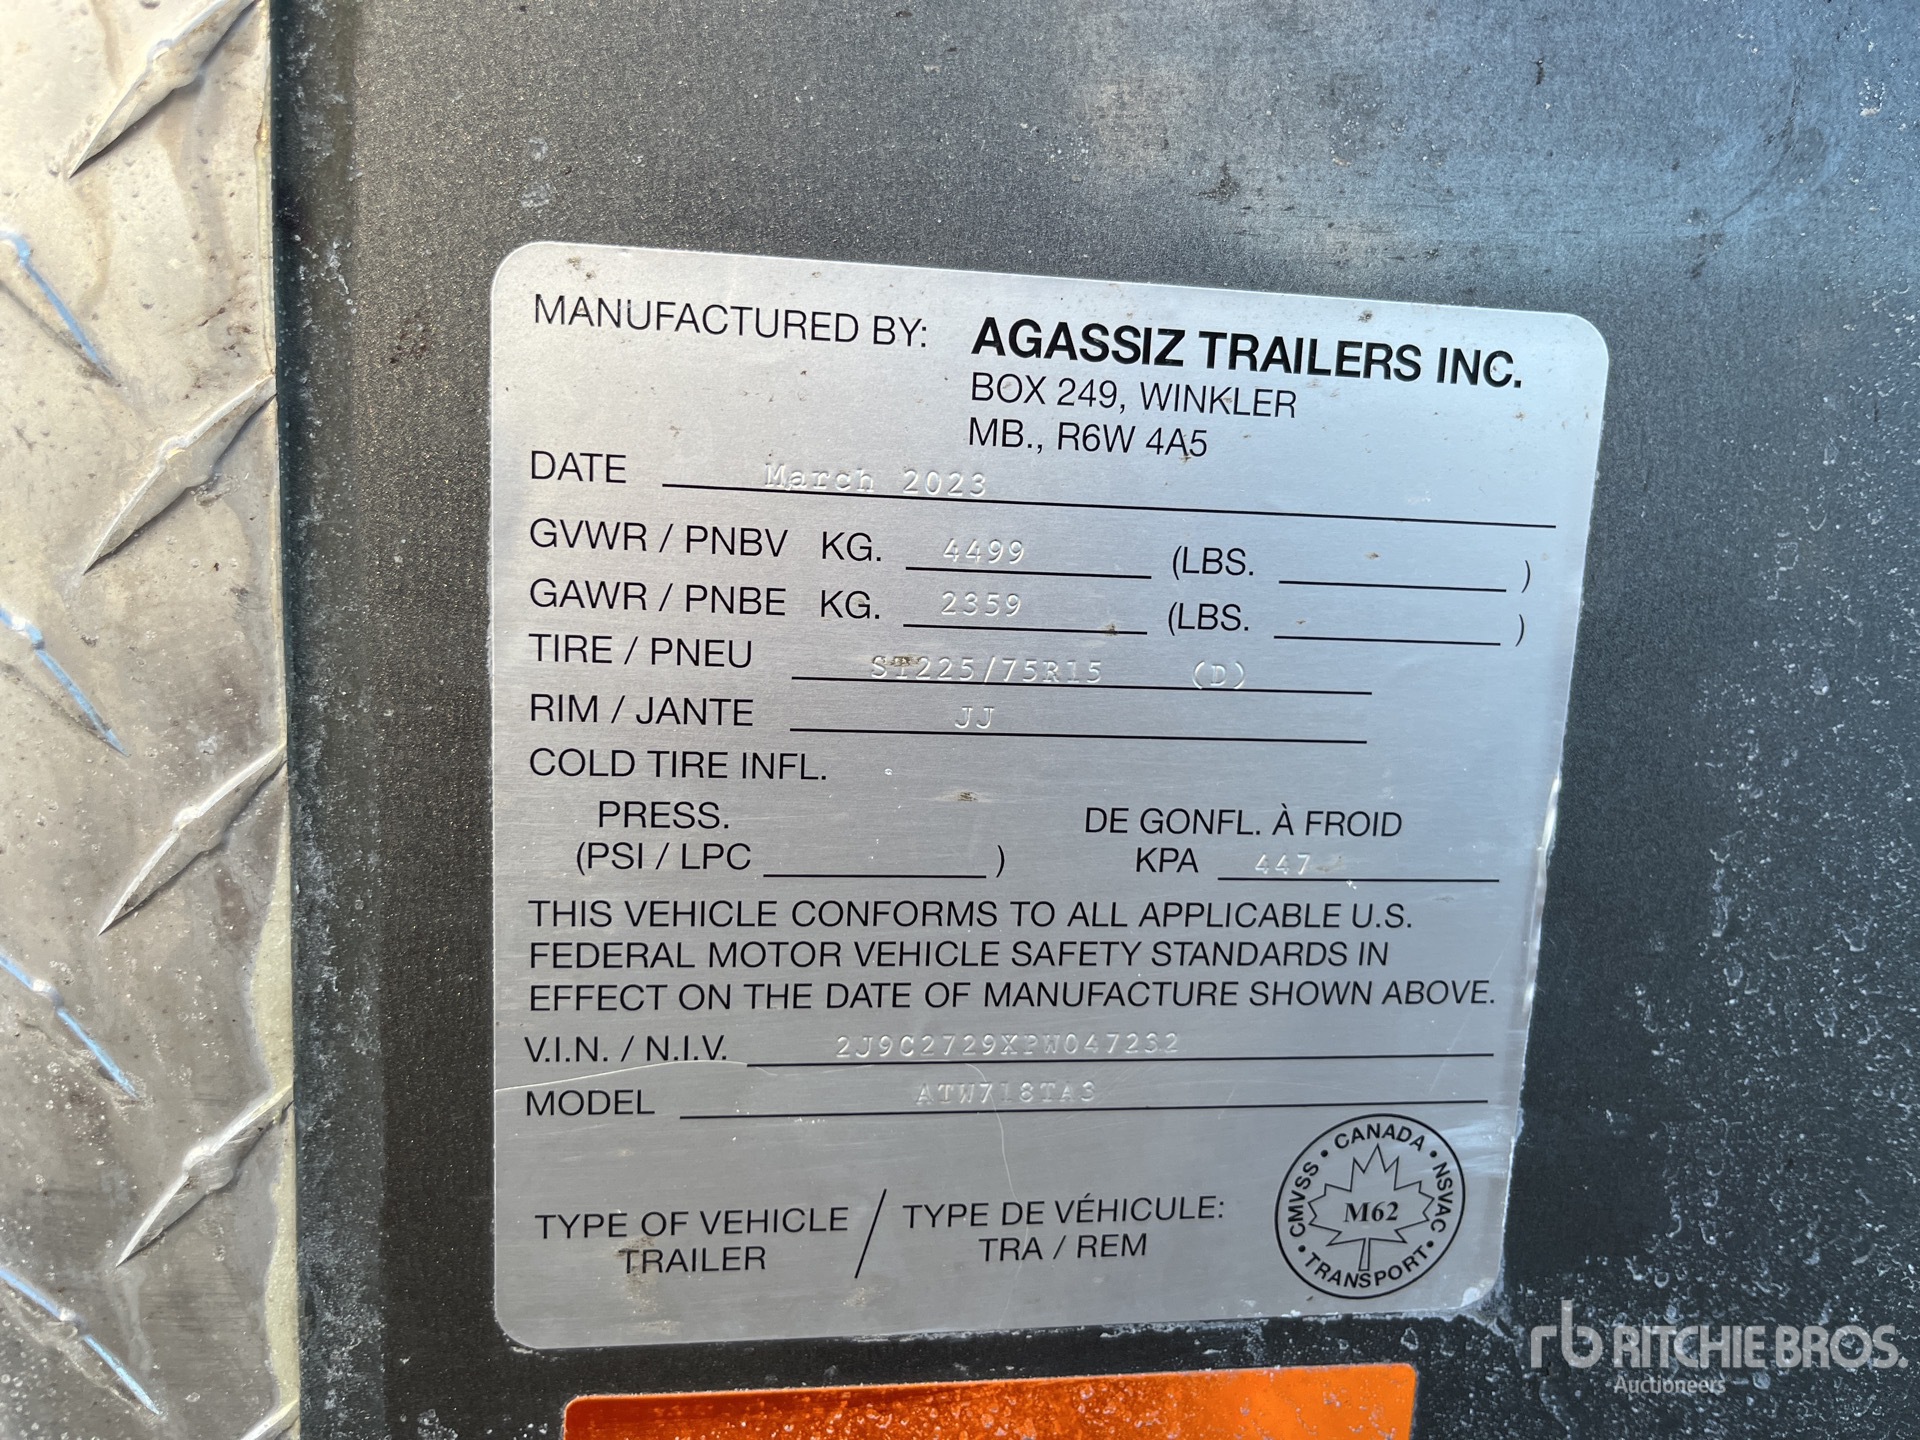 MANUFACTURED BY: AGASSIZ TRAILERS INC.
BOX 249, WINKLER
MB., R6W 4A5
DATE March 2023
GVWR / PNBV KG. 4499 (LBS. )
GAWR / PNBE KG. 2359 (LBS. )
TIRE / PNEU ST225/75R15 (D)
RIM / JANTE JJ
COLD TIRE INFL.
PRESS. DE GONFL. À FROID
(PSI / LPC ) KPA 447
THIS VEHICLE CONFORMS TO ALL APPLICABLE U.S.
FEDERAL MOTOR VEHICLE SAFETY STANDARDS IN
EFFECT ON THE DATE OF MANUFACTURE SHOWN ABOVE.
V.I.N. / N.I.V. 2J9C2729XPW047232
MODEL ATW718TAS
TYPE OF VEHICLE / TYPE DE VÉHICULE:
TRAILER TRA / REM
CANADA • NSVAC • TRANSPORT • CMVSS •
M62
rb RITCHIE BROS.
Auctioneers